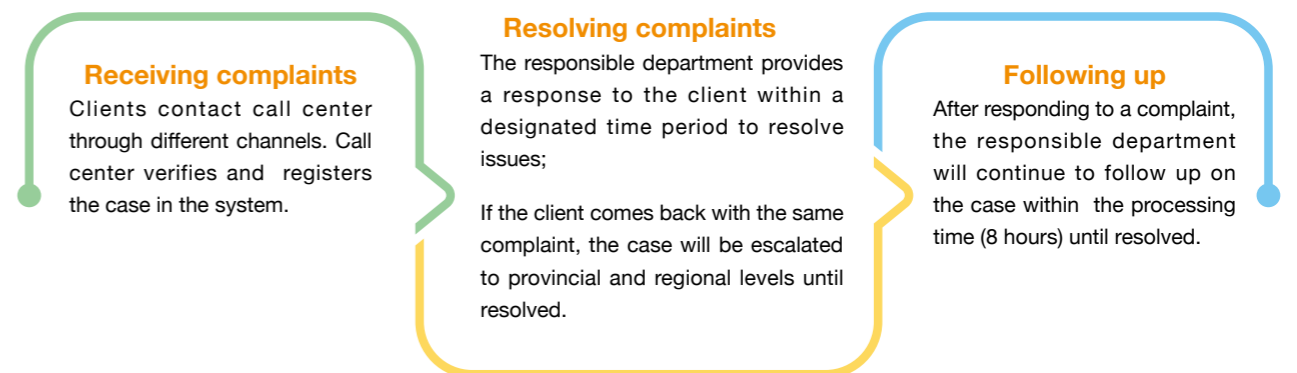 Receiving complaints
Clients contact call center
through different channels. Call
center verifies and registers
the case in the system.
Resolving complaints
The responsible department provides
a response to the client within a
designated time period to resolve
issues;
If the client comes back with the same
complaint, the case will be escalated
to provincial and regional levels until
resolved.
Following up
After responding to a complaint,
the responsible department
will continue to follow up on
the case within the processing
time (8 hours) until resolved.